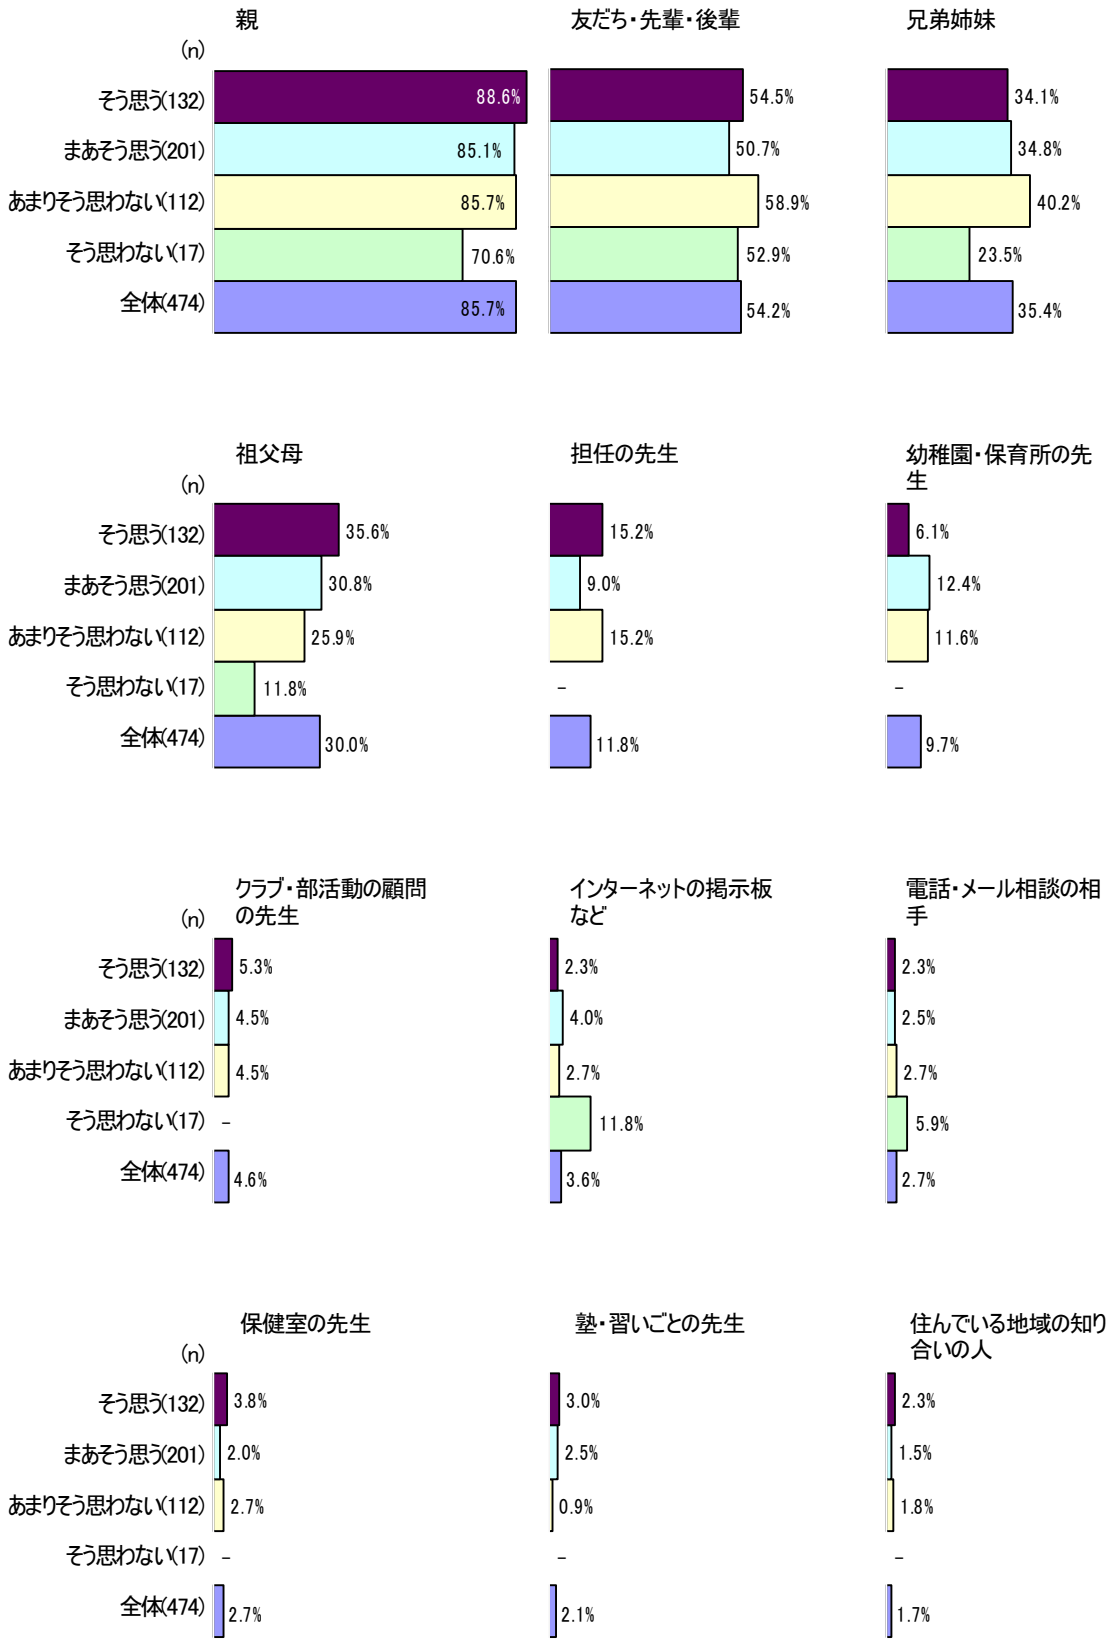 親 友だち・先輩・後輩 兄弟姉妹
(n)
そう思う(132) 88.6% 54.5% 34.1%
まあそう思う(201) 85.1% 50.7% 34.8%
あまりそう思わない(112) 85.7% 58.9% 40.2%
そう思わない(17) 70.6% 52.9% 23.5%
全体(474) 85.7% 54.2% 35.4%
祖父母 担任の先生 幼稚園・保育所の先
生
(n)
そう思う(132) 35.6% 15.2% 6.1%
まあそう思う(201) 30.8% 9.0% 12.4%
あまりそう思わない(112) 25.9% 15.2% 11.6%
そう思わない(17) 11.8% - -
全体(474) 30.0% 11.8% 9.7%
クラブ・部活動の顧問 インターネットの掲示板 電話・メール相談の相
の先生 など 手
(n)
そう思う(132) 5.3% 2.3% 2.3%
まあそう思う(201) 4.5% 4.0% 2.5%
あまりそう思わない(112) 4.5% 2.7% 2.7%
そう思わない(17) - 11.8% 5.9%
全体(474) 4.6% 3.6% 2.7%
保健室の先生 塾・習いごとの先生 住んでいる地域の知り
合いの人
(n)
そう思う(132) 3.8% 3.0% 2.3%
まあそう思う(201) 2.0% 2.5% 1.5%
あまりそう思わない(112) 2.7% 0.9% 1.8%
そう思わない(17) - - -
全体(474) 2.7% 2.1% 1.7%